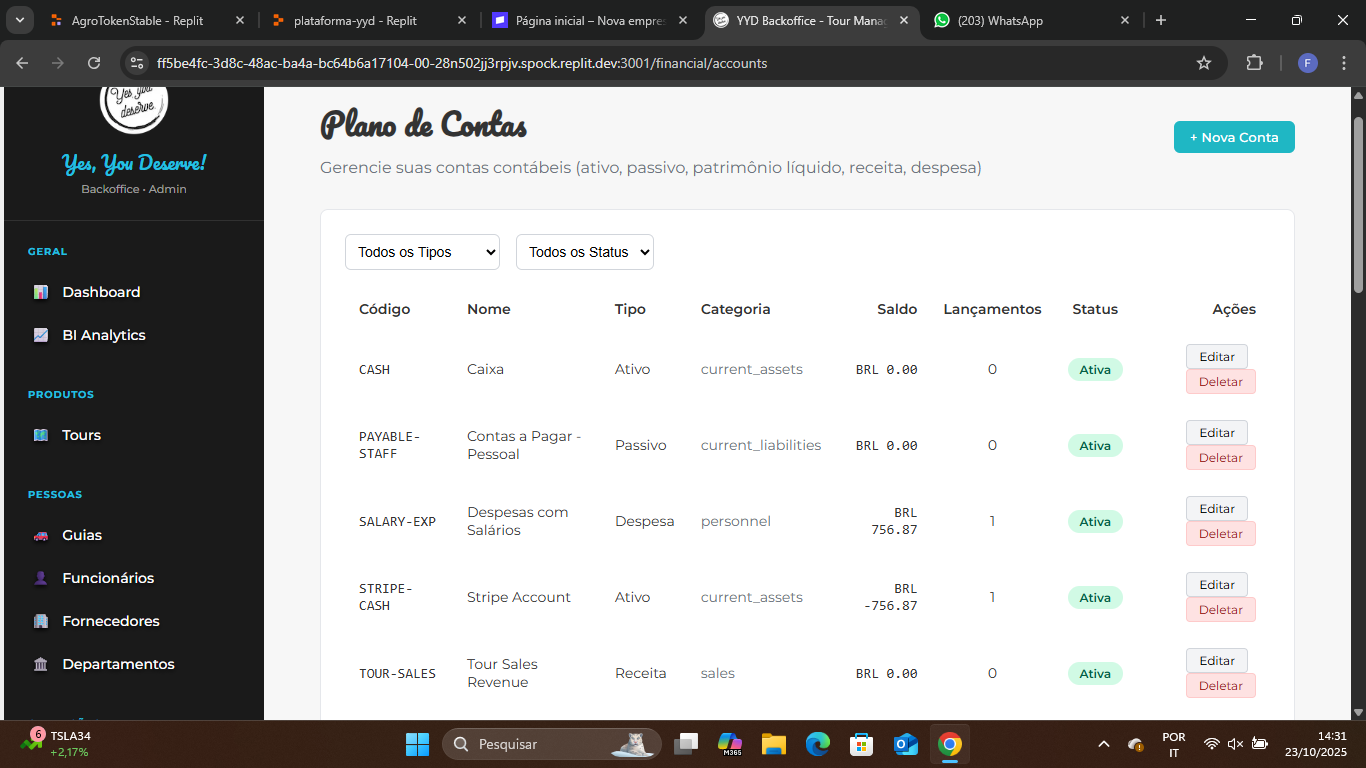 AgroTokenStable - Replit
plataforma-yyd - Replit
Página inicial – Nova empres
YYD Backoffice - Tour Mana
(203) WhatsApp
ff5be4fc-3d8c-48ac-ba4a-bc64b6a17104-00-28n502jj3rpjv.spock.replit.dev:3001/financial/accounts
F
Yes you
deserve
Yes, You Deserve!
Backoffice • Admin
GERAL
Dashboard
BI Analytics
PRODUTOS
Tours
PESSOAS
Guias
Funcionários
Fornecedores
Departamentos
Plano de Contas
+ Nova Conta
Gerencie suas contas contábeis (ativo, passivo, patrimônio líquido, receita, despesa)
Todos os Tipos
Todos os Status
Código Nome Tipo Categoria Saldo Lançamentos Status Ações
CASH Caixa Ativo current_assets BRL 0.00 0 Ativa
Editar
Deletar
PAYABLE-
STAFF
Contas a Pagar -
Pessoal
Passivo current_liabilities BRL 0.00 0 Ativa
Editar
Deletar
SALARY-EXP
Despesas com
Salários
Despesa personnel
BRL
756.87
1 Ativa
Editar
Deletar
STRIPE-
CASH
Stripe Account Ativo current_assets
BRL
-756.87
1 Ativa
Editar
Deletar
TOUR-SALES
Tour Sales
Revenue
Receita sales BRL 0.00 0 Ativa
Editar
Deletar
6
TSLA34
+2,17%
Pesquisar
M365
POR
IT
14:31
23/10/2025